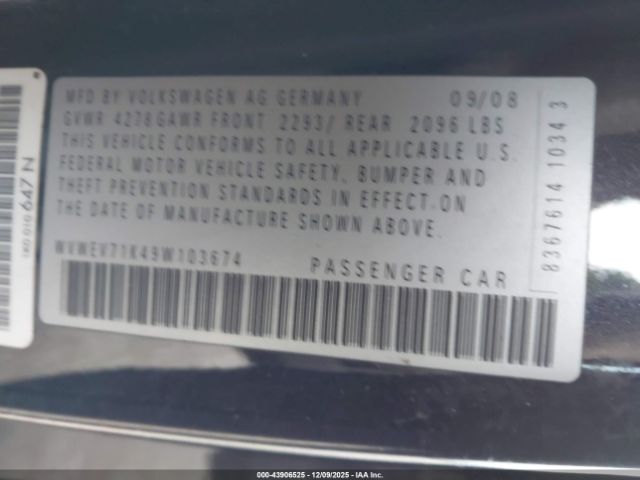 MFD BY VOLKSWAGEN AG GERMANY 09/08
GVWR 4278 GAWR FRONT 2293/ REAR 2096 LBS
THIS VEHICLE CONFORMS TO ALL APPLICABLE U.S.
FEDERAL MOTOR VEHICLE SAFETY, BUMPER AND
THEFT PREVENTION STANDARDS IN EFFECT ON
THE DATE OF MANUFACTURE SHOWN ABOVE.
WVWEV71K49W103674 PASSENGER CAR
8367614 1034 3
1K0 010 647 N
000-43906525 - 12/09/2025 - IAA Inc.